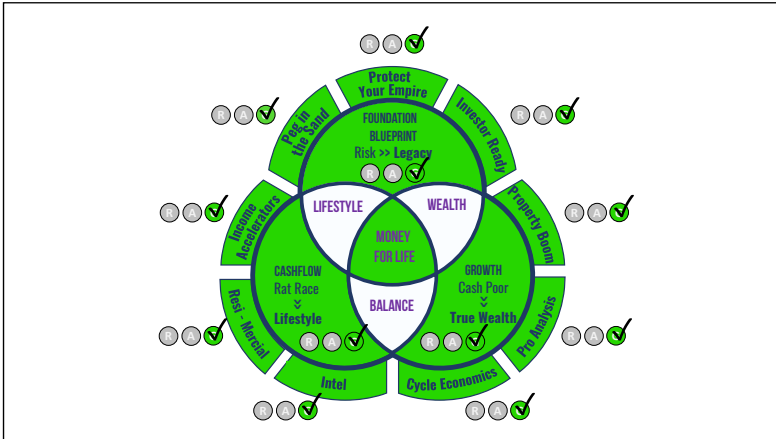 R A
Protect
Your Empire
R A
Peg in
the Sand
R A
Investor Ready
FOUNDATION
BLUEPRINT
Risk >> Legacy
R A
R A
Income
Accelerators
LIFESTYLE
WEALTH
R A
Property Boom
MONEY
FOR LIFE
CASHFLOW
Rat Race
>>
Lifestyle
R A
GROWTH
Cash Poor
>>
True Wealth
R A
BALANCE
R A
Resi - Mercial
R A
Pro Analysis
R A
Intel
R A
Cycle Economics